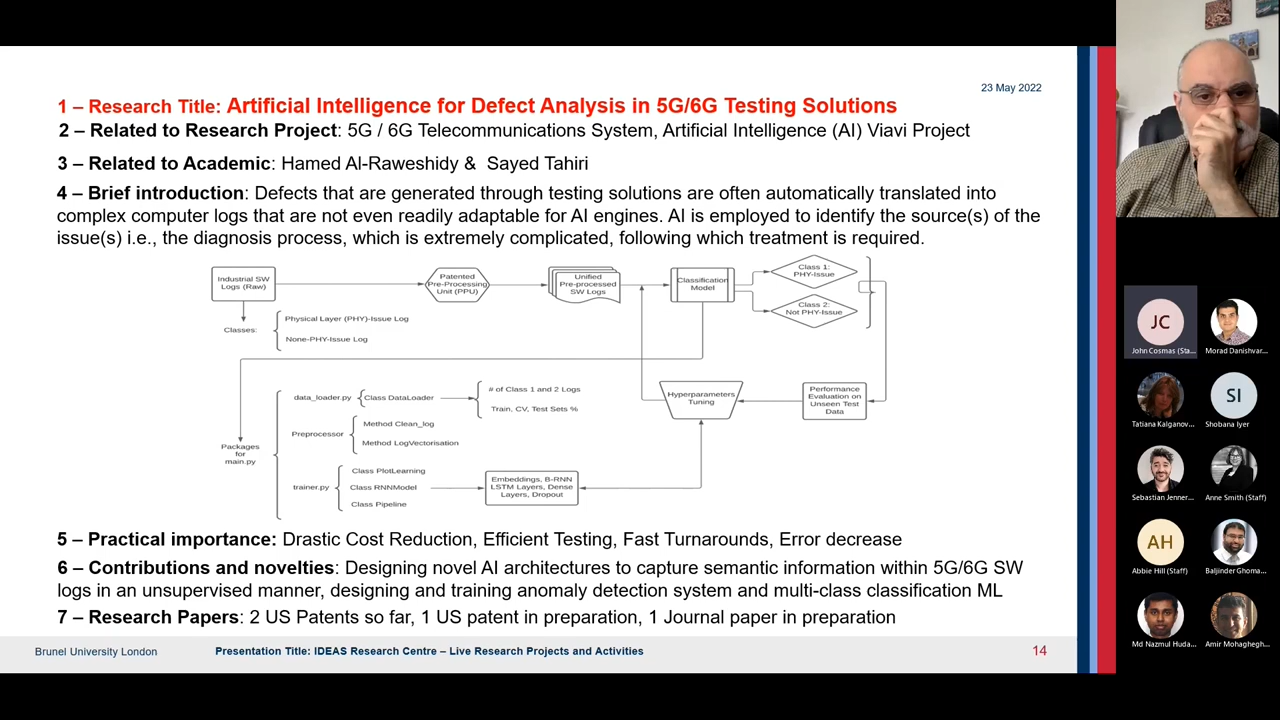 23 May 2022
1 – Research Title: Artificial Intelligence for Defect Analysis in 5G/6G Testing Solutions
2 – Related to Research Project: 5G / 6G Telecommunications System, Artificial Intelligence (AI) Viavi Project
3 – Related to Academic: Hamed Al-Raweshidy & Sayed Tahiri
4 – Brief introduction: Defects that are generated through testing solutions are often automatically translated into
complex computer logs that are not even readily adaptable for AI engines. AI is employed to identify the source(s) of the
issue(s) i.e., the diagnosis process, which is extremely complicated, following which treatment is required.
Industrial SW
Logs (Raw)
Patented
Pre-Processing
Unit (PPU)
Unified
Pre-processed
SW Logs
Classification
Model
Class 1:
PHY-Issue
Class 2:
Not PHY-Issue
Classes:
Physical Layer (PHY)-Issue Log
None-PHY-Issue Log
Packages
for
main.py
data_loader.py
Class DataLoader
# of Class 1 and 2 Logs
Train, CV, Test Sets %
Preprocessor
Method Clean_log
Method LogVectorisation
trainer.py
Class PlotLearning
Class RNNModel
Class Pipeline
Embeddings, B-RNN
LSTM Layers, Dense
Layers, Dropout
Hyperparameters
Tuning
Performance
Evaluation on
Unseen Test
Data
5 – Practical importance: Drastic Cost Reduction, Efficient Testing, Fast Turnarounds, Error decrease
6 – Contributions and novelties: Designing novel AI architectures to capture semantic information within 5G/6G SW
logs in an unsupervised manner, designing and training anomaly detection system and multi-class classification ML
7 – Research Papers: 2 US Patents so far, 1 US patent in preparation, 1 Journal paper in preparation
Brunel University London
Presentation Title: IDEAS Research Centre – Live Research Projects and Activities
14
JC
John Cosmas (Sta...
Morad Danishvar...
Tatiana Kalganov...
SI
Shobana Iyer
Sebastian Jenner...
Anne Smith (Staff)
AH
Abbie Hill (Staff)
Baljinder Ghoma...
Md Nazmul Huda...
Amir Mohaghegh...